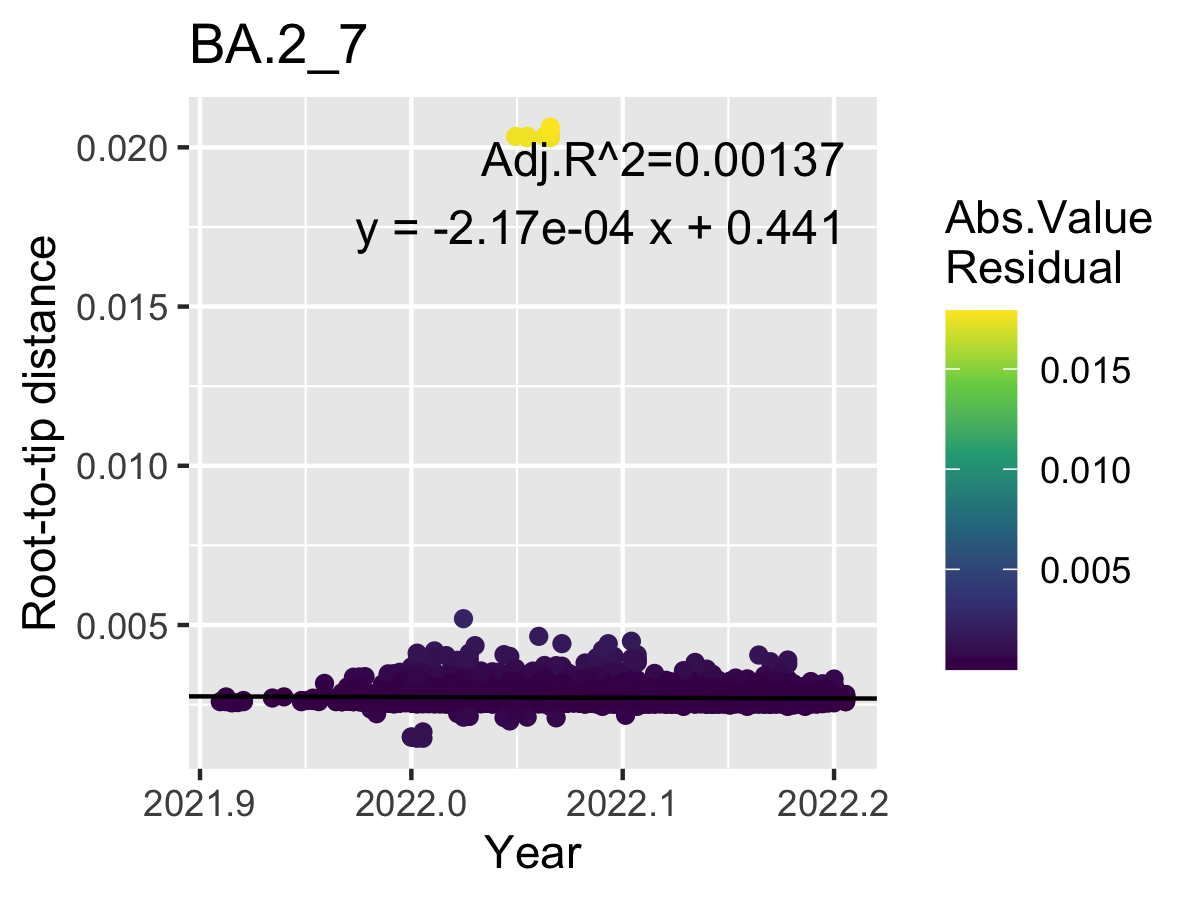 BA.2_7
Adj.R^2=0.00137
y = -2.17e-04 x + 0.441
Root-to-tip distance
0.020
0.015
0.010
0.005
2021.9
2022.0
2022.1
2022.2
Year
Abs.Value
Residual
0.015
0.010
0.005